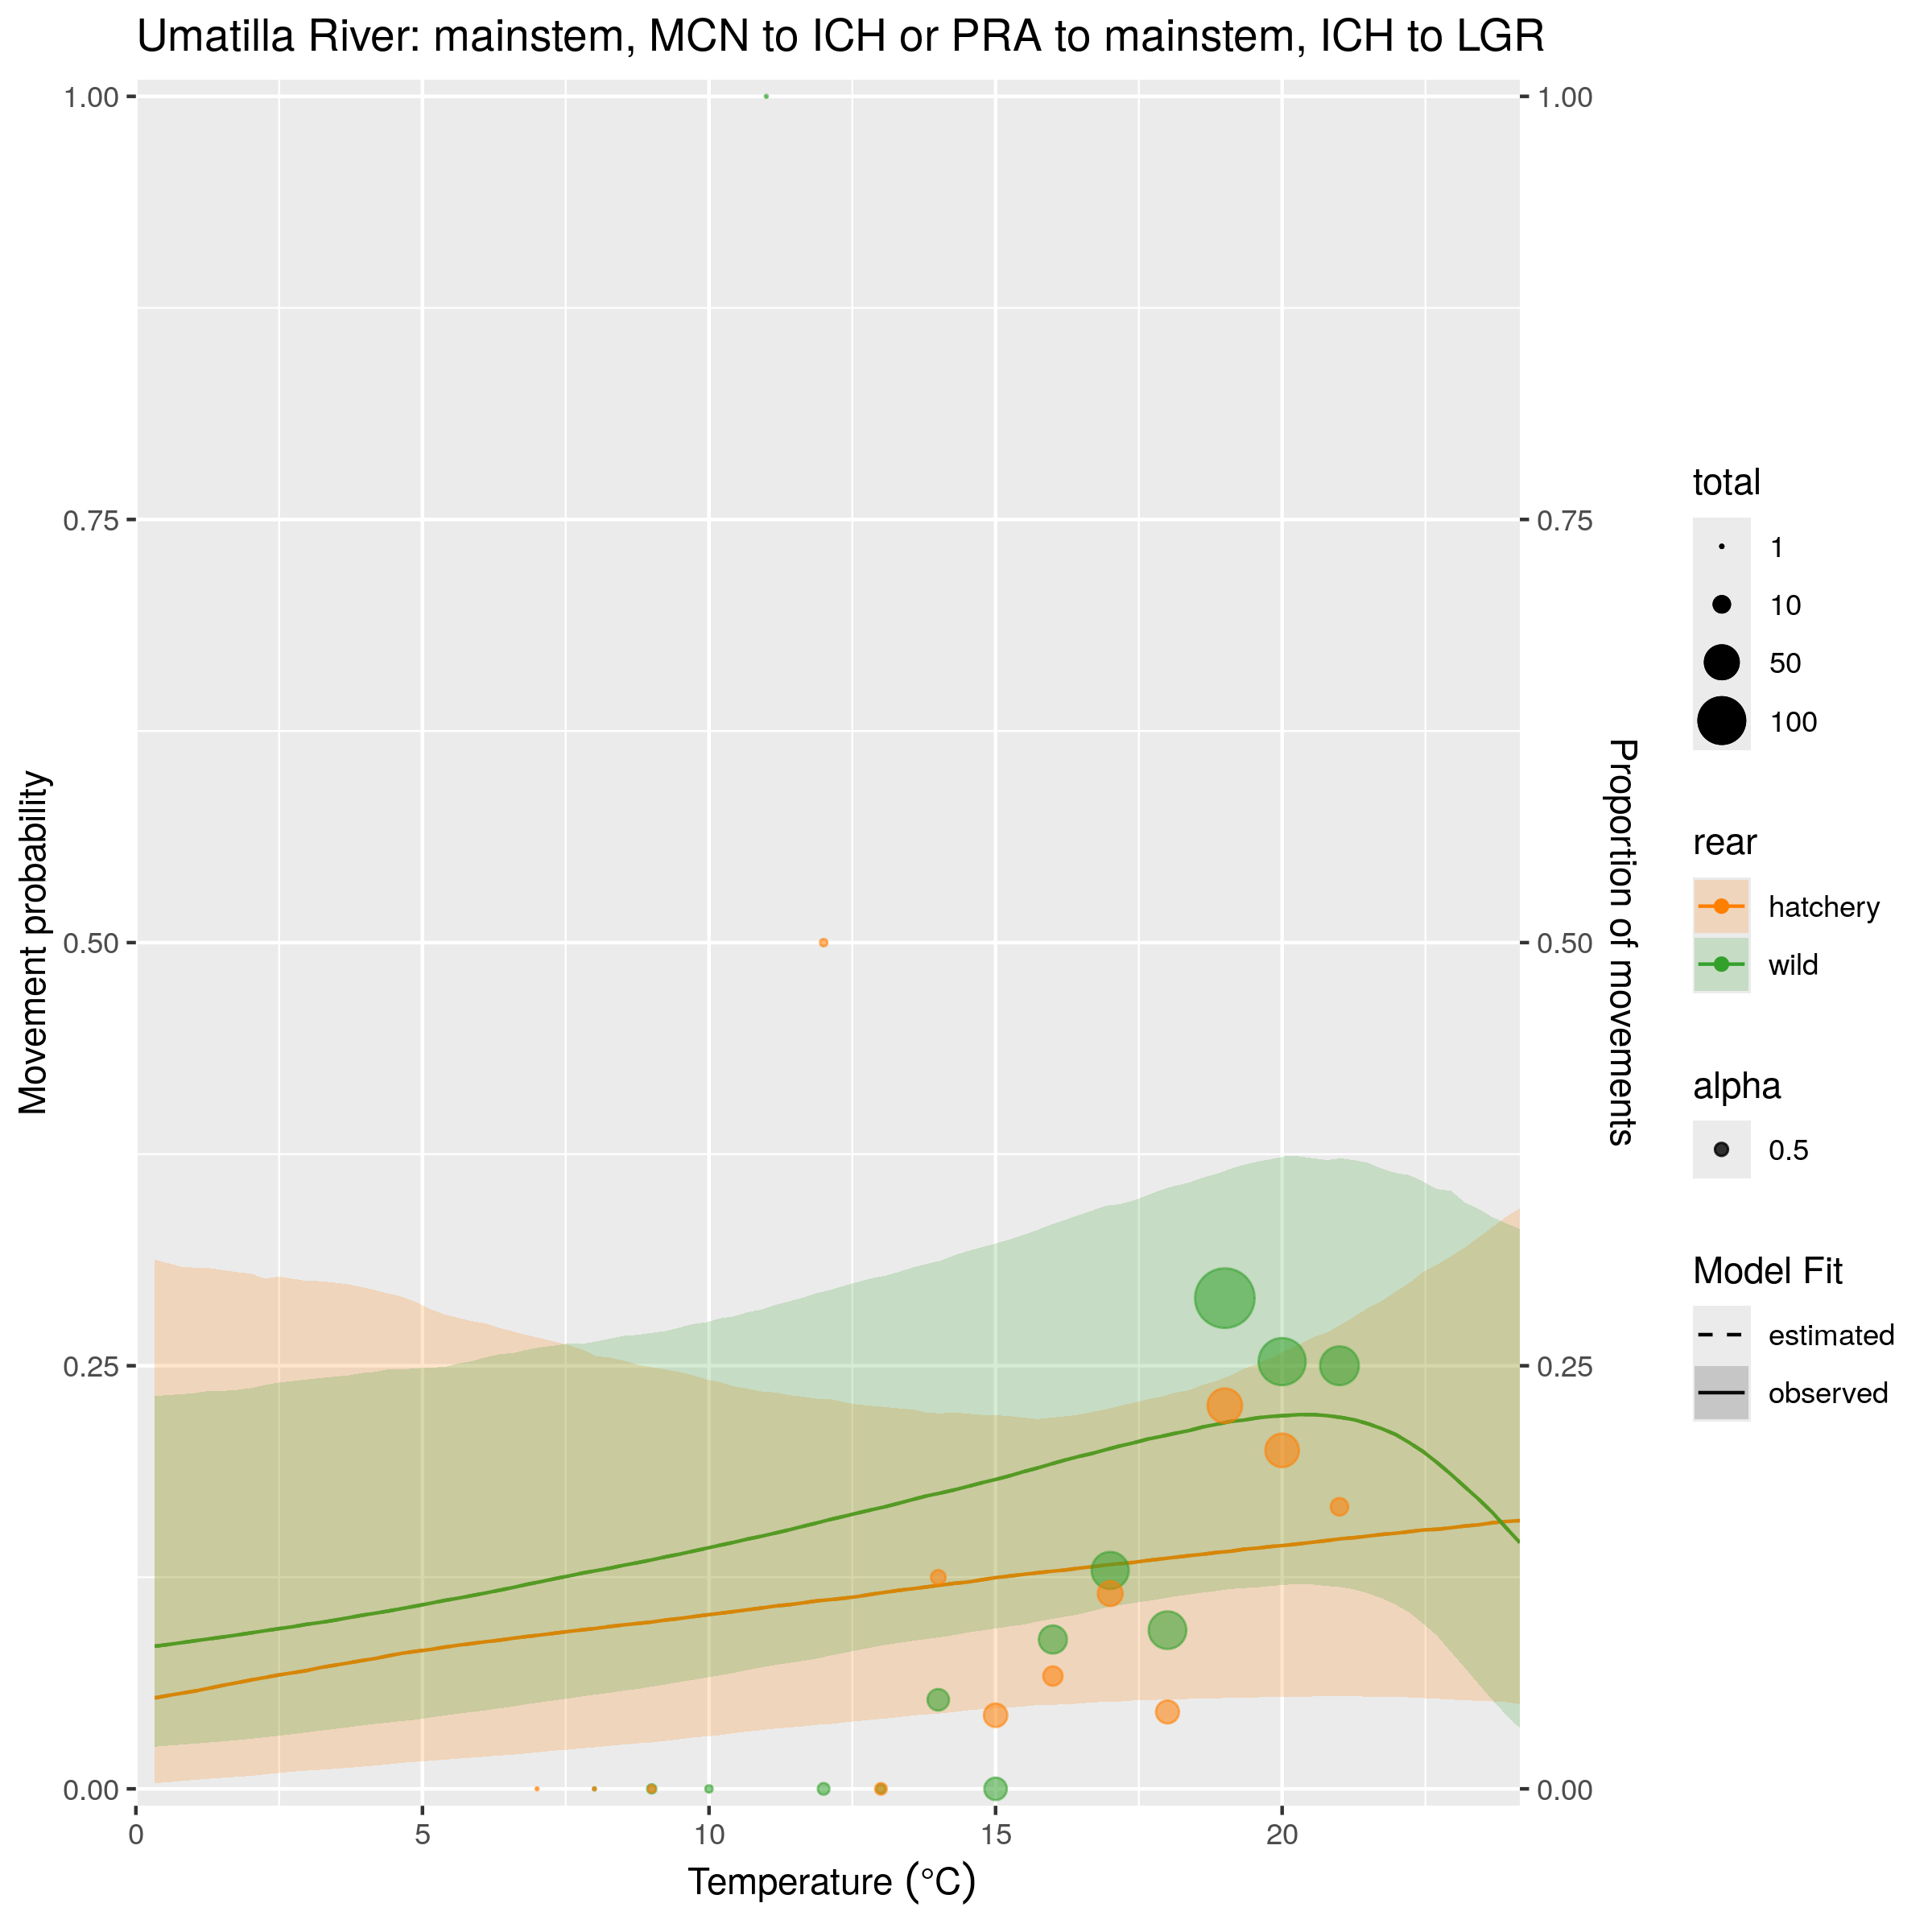 Umatilla River: mainstem, MCN to ICH or PRA to mainstem, ICH to LGR
Movement probability
1.00
0.75
0.50
0.25
0.00
0
5
10
15
20
Temperature (°C)
1.00
0.75
0.50
0.25
0.00
Proportion of movements
total
1
10
50
100
rear
hatchery
wild
alpha
0.5
Model Fit
estimated
observed